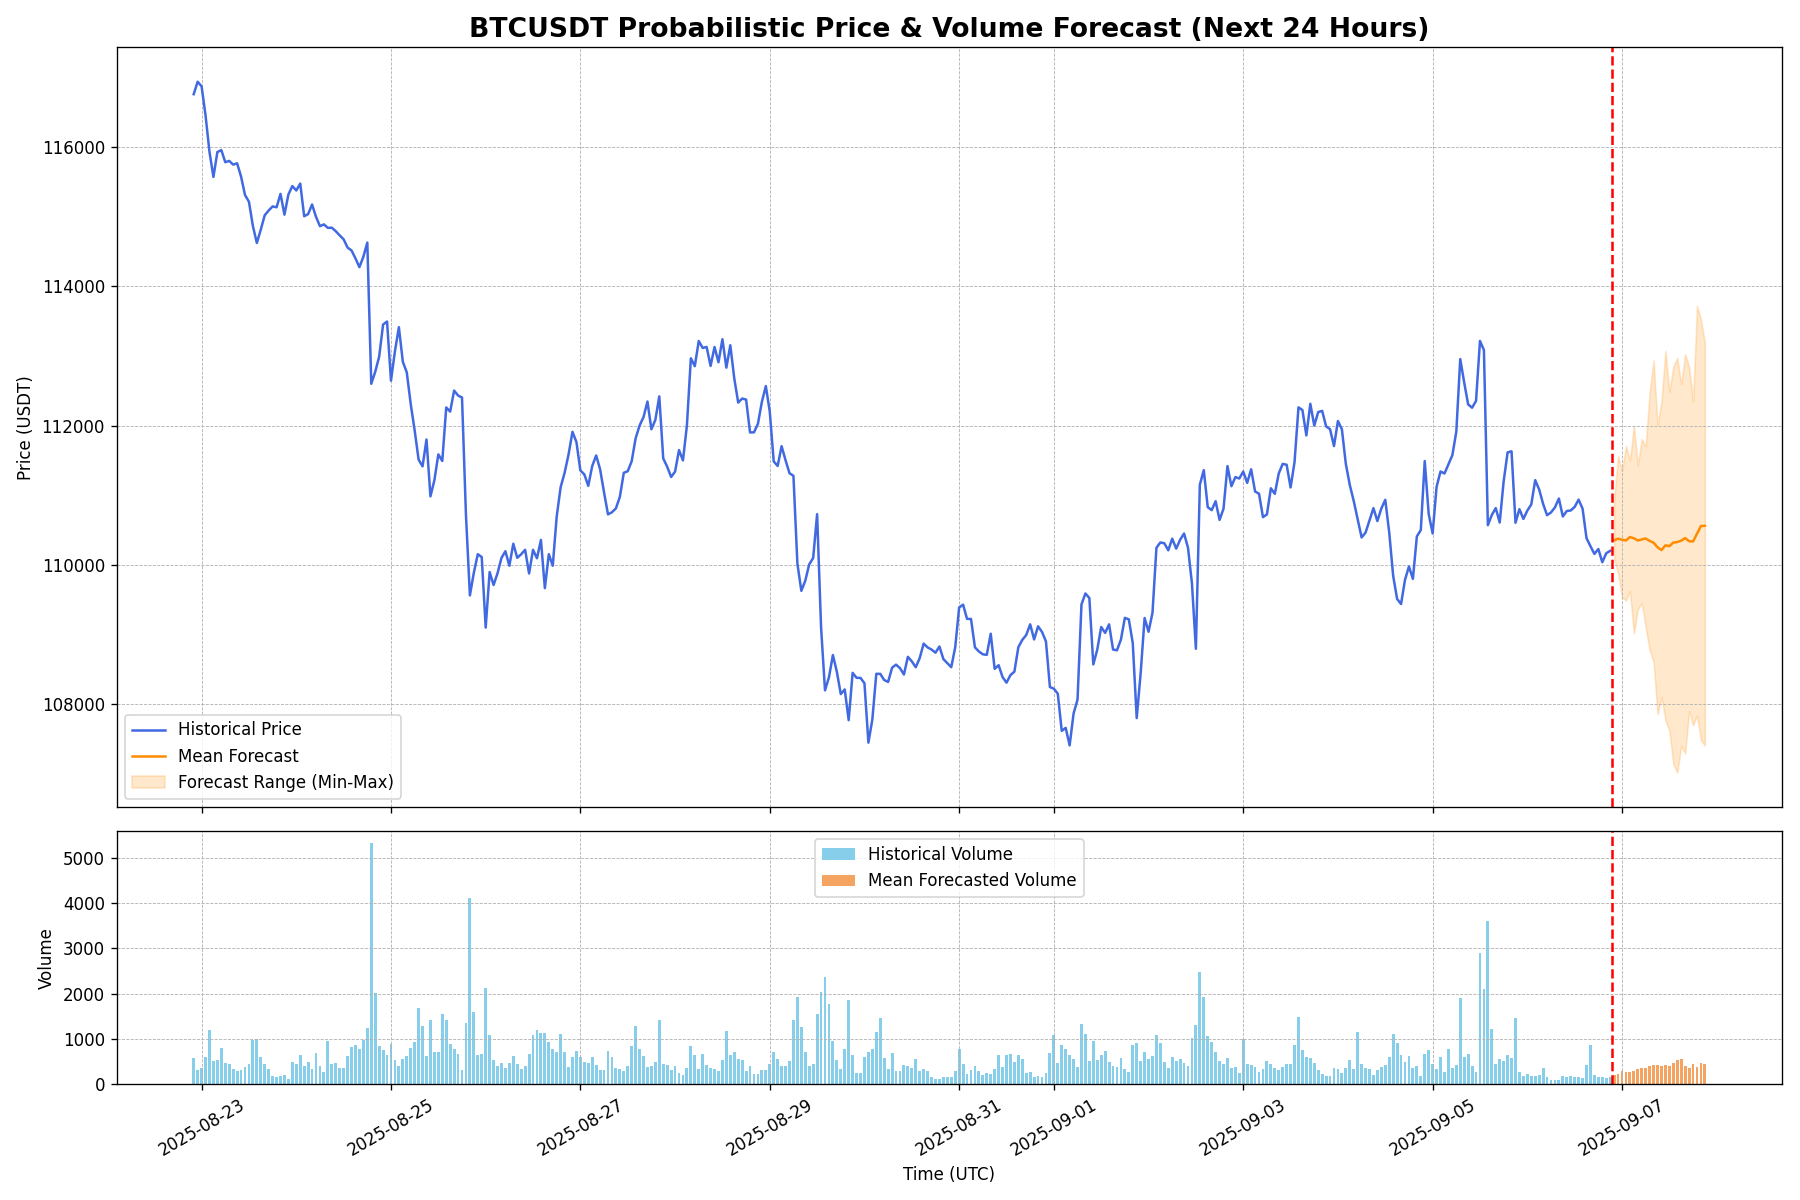 BTCUSDT Probabilistic Price & Volume Forecast (Next 24 Hours)
Price (USDT)
116000
114000
112000
110000
108000
Historical Price
Mean Forecast
Forecast Range (Min-Max)
Volume
5000
4000
3000
2000
1000
0
Historical Volume
Mean Forecasted Volume
2025-08-23
2025-08-25
2025-08-27
2025-08-29
2025-08-31
2025-09-01
2025-09-03
2025-09-05
2025-09-07
Time (UTC)